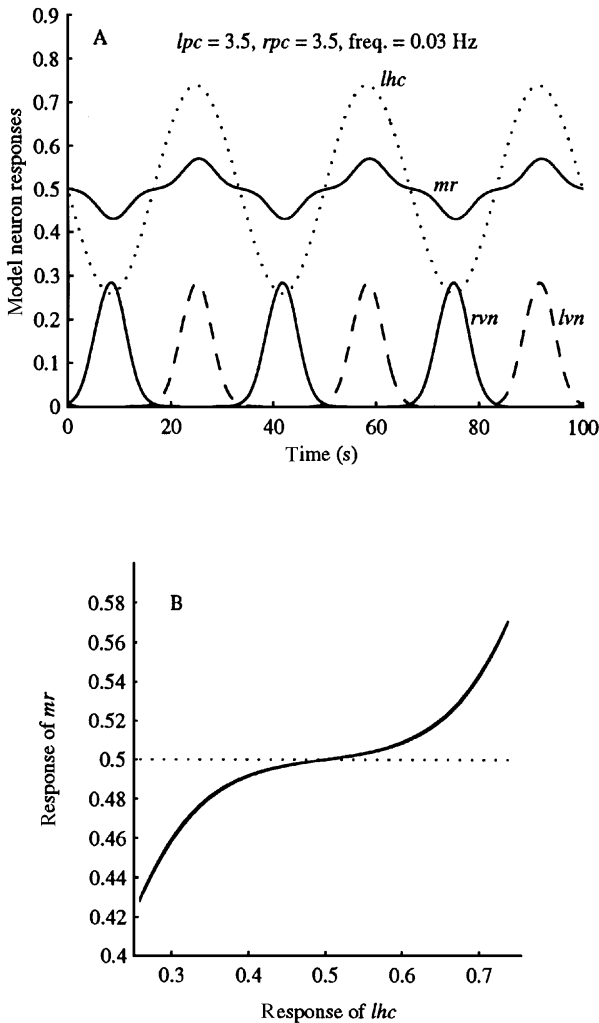 A
lpc = 3.5, rpc = 3.5, freq. = 0.03 Hz
lhc
mr
rvn
lvn
Model neuron responses
0.9
0.8
0.7
0.6
0.5
0.4
0.3
0.2
0.1
0
0 20 40 60 80 100
Time (s)
B
Response of mr
0.58
0.56
0.54
0.52
0.5
0.48
0.46
0.44
0.42
0.4
0.3 0.4 0.5 0.6 0.7
Response of lhc